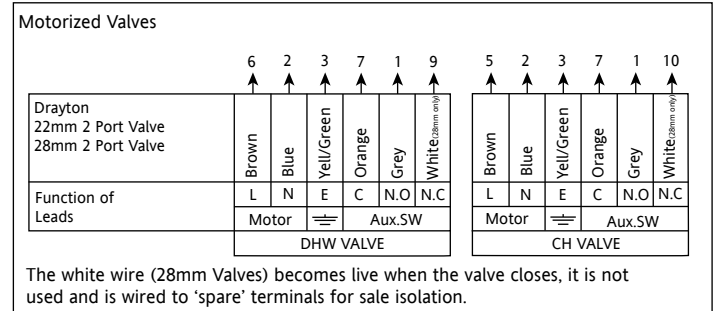 Motorized Valves
6 2 3 7 1 9 5 2 3 7 1 10
Drayton
22mm 2 Port Valve
28mm 2 Port Valve
Brown Blue Yell/Green Orange Grey White(28mm only) Brown Blue Yell/Green Orange Grey White(28mm only)
Function of
Leads
L N E C N.O N.C L N E C N.O N.C
Motor Aux.SW Motor Aux.SW
DHW VALVE CH VALVE
The white wire (28mm Valves) becomes live when the valve closes, it is not
used and is wired to ‘spare’ terminals for sale isolation.